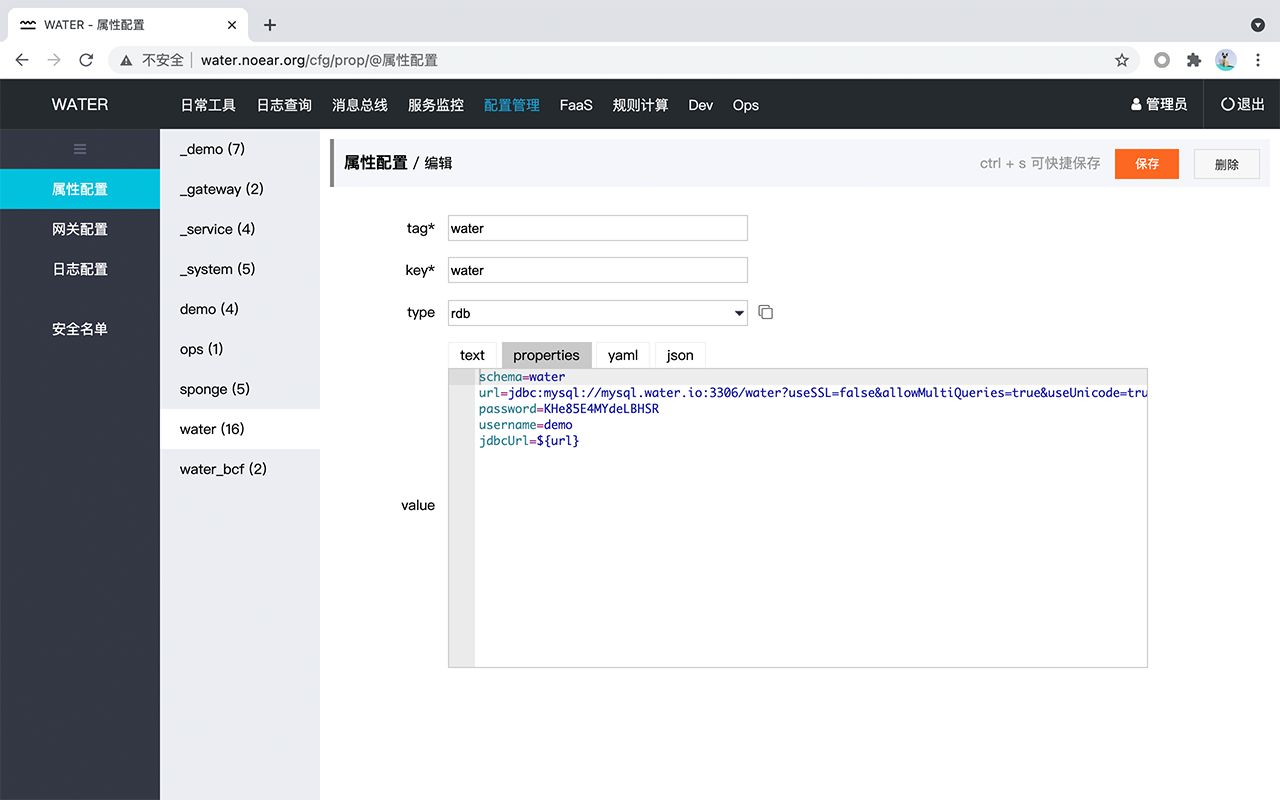 WATER - 属性配置
不安全 water.noear.org/cfg/prop/@属性配置
WATER 日常工具 日志查询 消息总线 服务监控 配置管理 FaaS 规则计算 Dev Ops 管理员 退出
属性配置
网关配置
日志配置
安全名单
_demo (7)
_gateway (2)
_service (4)
_system (5)
demo (4)
ops (1)
sponge (5)
water (16)
water_bcf (2)
属性配置 / 编辑 ctrl + s 可快捷保存 保存 删除
tag* water
key* water
type rdb
text properties yaml json
value
schema=water
url=jdbc:mysql://mysql.water.io:3306/water?useSSL=false&allowMultiQueries=true&useUnicode=tru
password=KHe85E4MYdeLBHSR
username=demo
jdbcUrl=${url}